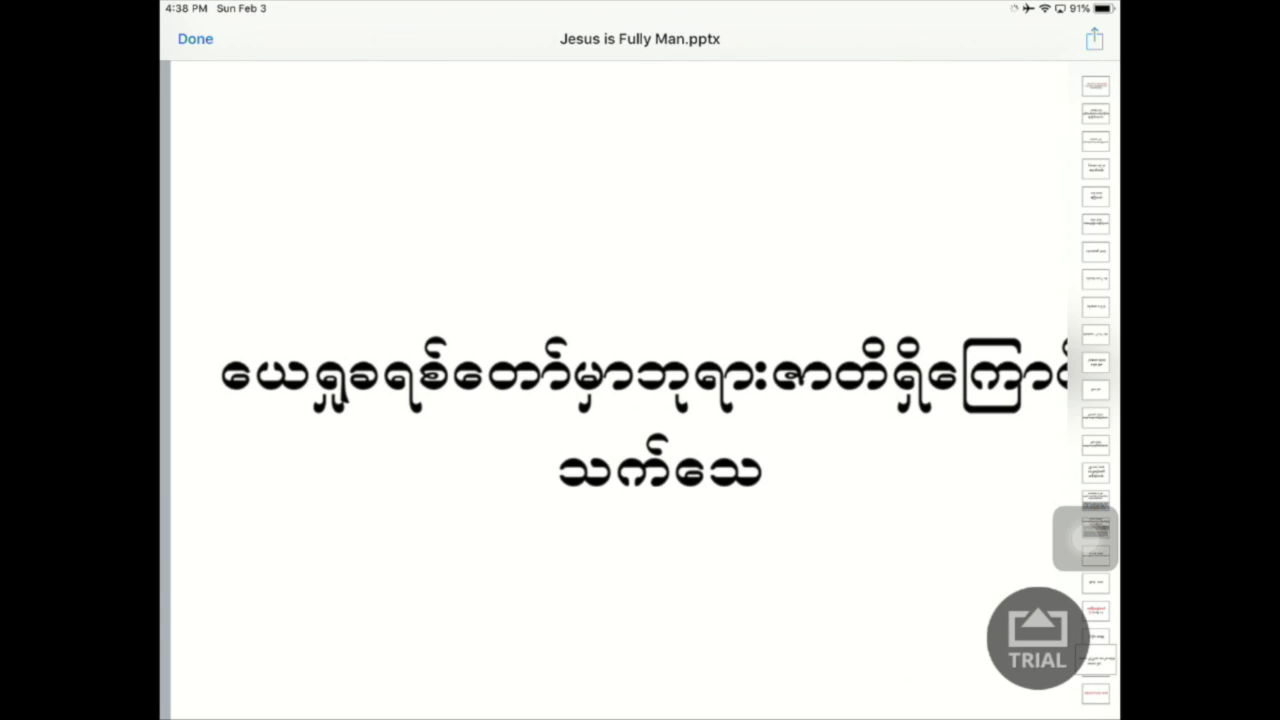 4:38 PM Sun Feb 3
91%
Done
Jesus is Fully Man.pptx
ယေရှုခရစ်တော်မှာဘုရားဇာတိရှိကြောင်
သက်သေ
TRIAL